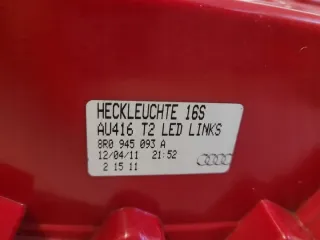 HECKLEUCHTE 16S
AU416 T2 LED LINKS
8R0 945 093 A
12/04/11 21:52
2 15 11